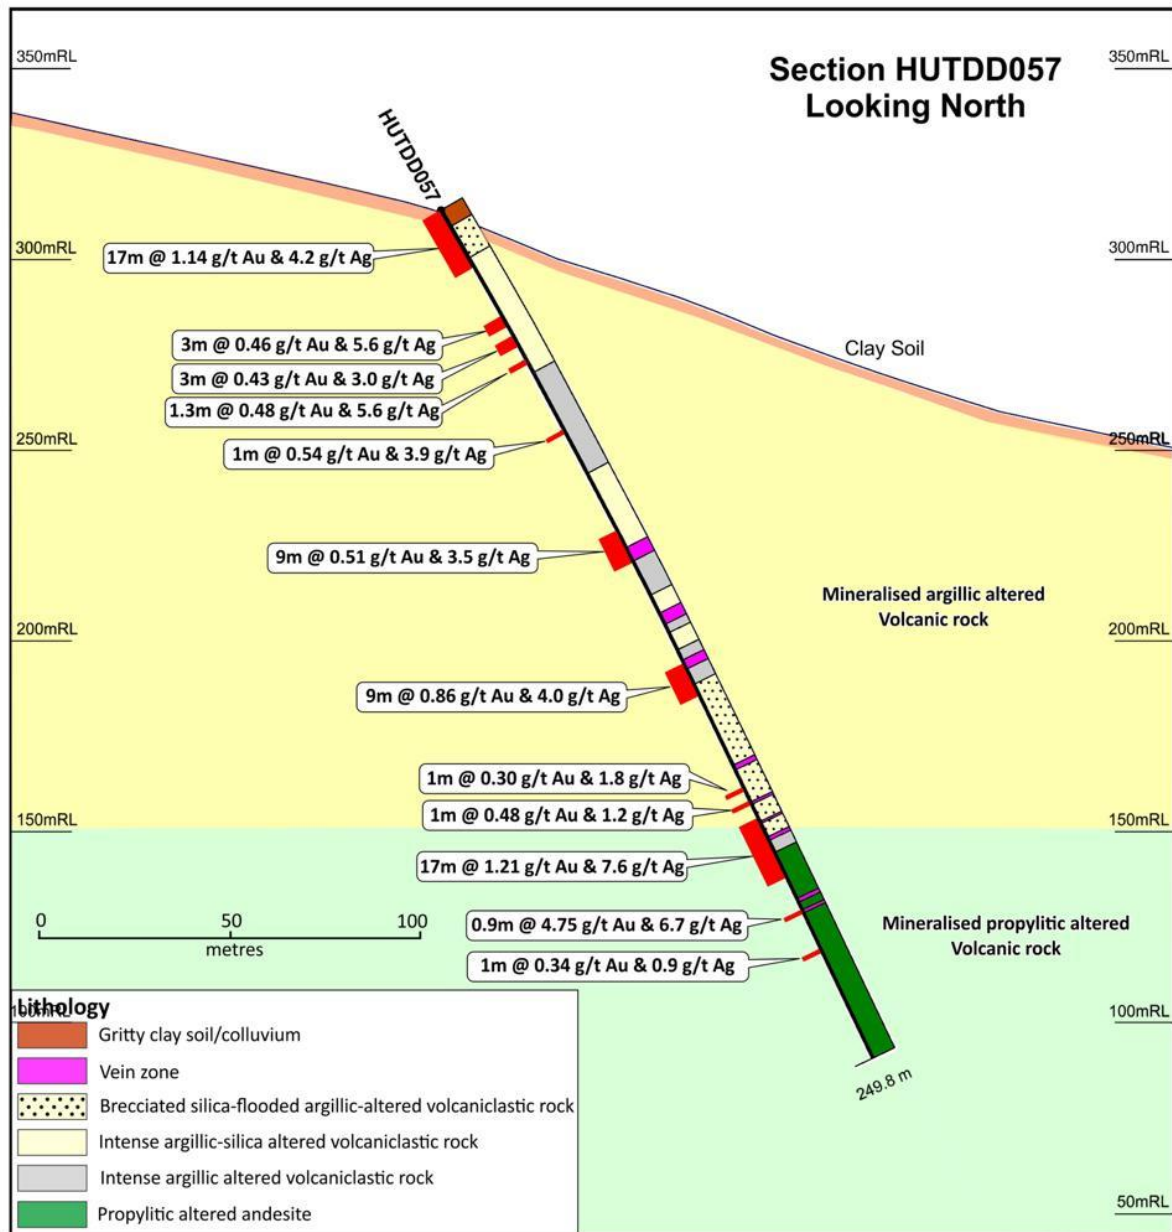 350mRL
350mRL
Section HUTDD057
Looking North
HUTDD057
300mRL
300mRL
17m @ 1.14 g/t Au & 4.2 g/t Ag
3m @ 0.46 g/t Au & 5.6 g/t Ag
Clay Soil
3m @ 0.43 g/t Au & 3.0 g/t Ag
1.3m @ 0.48 g/t Au & 5.6 g/t Ag
250mRL
250mRL
1m @ 0.54 g/t Au & 3.9 g/t Ag
9m @ 0.51 g/t Au & 3.5 g/t Ag
Mineralised argillic altered
Volcanic rock
200mRL
200mRL
9m @ 0.86 g/t Au & 4.0 g/t Ag
1m @ 0.30 g/t Au & 1.8 g/t Ag
1m @ 0.48 g/t Au & 1.2 g/t Ag
150mRL
150mRL
17m @ 1.21 g/t Au & 7.6 g/t Ag
0.9m @ 4.75 g/t Au & 6.7 g/t Ag
Mineralised propylitic altered
Volcanic rock
0 50 100
metres
1m @ 0.34 g/t Au & 0.9 g/t Ag
Lithology
100mRL
100mRL
Gritty clay soil/colluvium
Vein zone
249.8 m
Brecciated silica-flooded argillic-altered volcaniclastic rock
Intense argillic-silica altered volcaniclastic rock
Intense argillic altered volcaniclastic rock
Propylitic altered andesite
50mRL